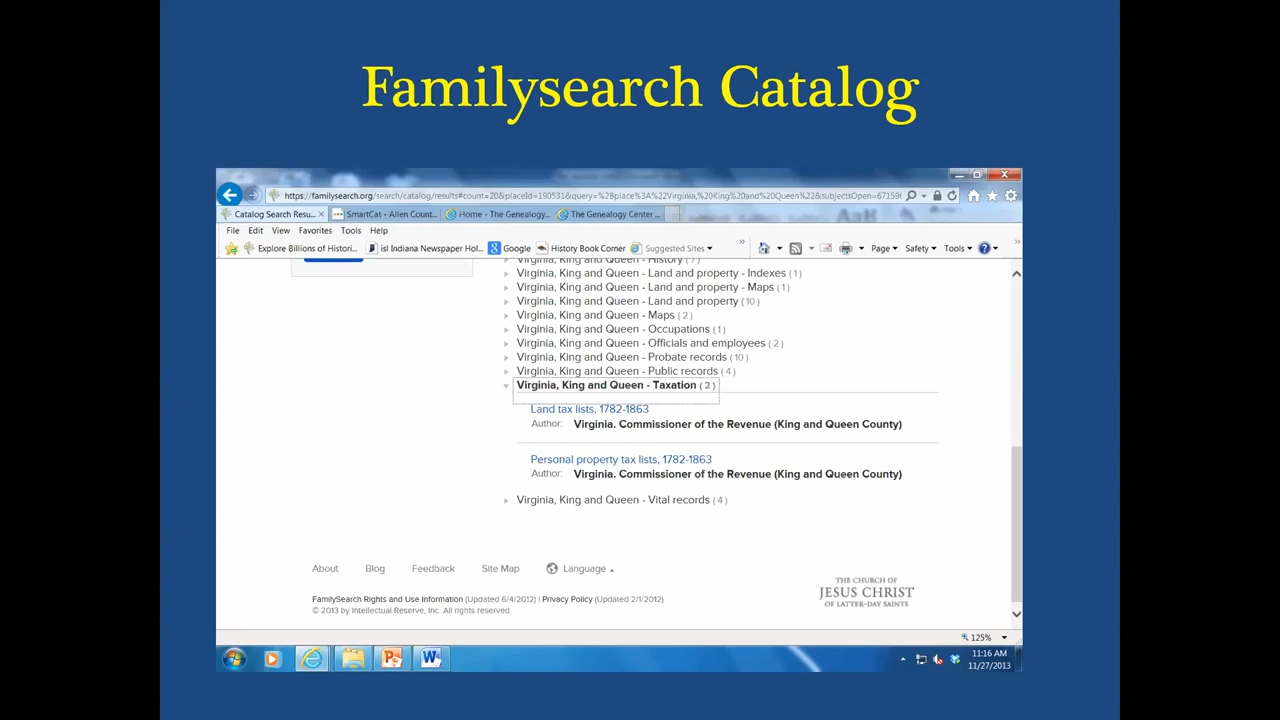 Familysearch Catalog
https://familysearch.org/search/catalog/results#count=20&placeId=190531&query=%2Bplace%3A%22Virginia,%20King%20and%20Queen%22&subjectsOpen=67159
Catalog Search Resu... SmartCat - Allen Count... Home - The Genealogy... The Genealogy Center ...
File Edit View Favorites Tools Help
Explore Billions of Histori... isl Indiana Newspaper Hol... Google History Book Corner Suggested Sites Page Safety Tools
Virginia, King and Queen - History ( 7 )
Virginia, King and Queen - Land and property - Indexes ( 1 )
Virginia, King and Queen - Land and property - Maps ( 1 )
Virginia, King and Queen - Land and property ( 10 )
Virginia, King and Queen - Maps ( 2 )
Virginia, King and Queen - Occupations ( 1 )
Virginia, King and Queen - Officials and employees ( 2 )
Virginia, King and Queen - Probate records ( 10 )
Virginia, King and Queen - Public records ( 4 )
Virginia, King and Queen - Taxation ( 2 )
Land tax lists, 1782-1863
Author: Virginia. Commissioner of the Revenue (King and Queen County)
Personal property tax lists, 1782-1863
Author: Virginia. Commissioner of the Revenue (King and Queen County)
Virginia, King and Queen - Vital records ( 4 )
About Blog Feedback Site Map Language
THE CHURCH OF
JESUS CHRIST
OF LATTER-DAY SAINTS
FamilySearch Rights and Use Information (Updated 6/4/2012) | Privacy Policy (Updated 2/1/2012)
© 2013 by Intellectual Reserve, Inc. All rights reserved.
125%
11:16 AM
11/27/2013